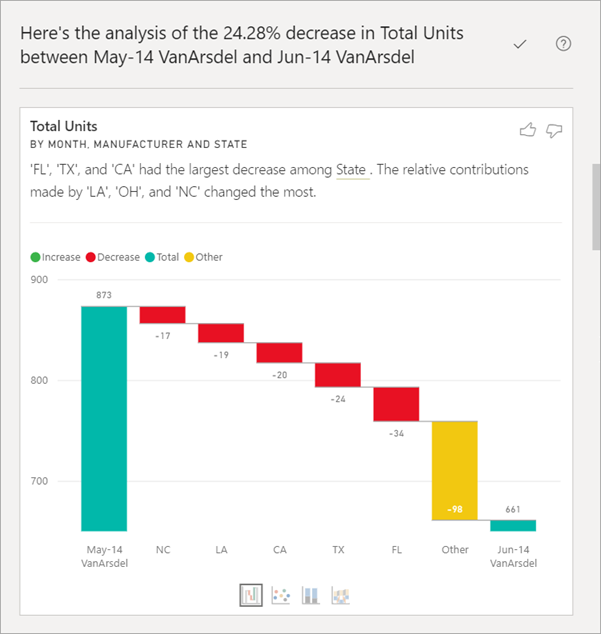 Here's the analysis of the 24.28% decrease in Total Units
between May-14 VanArsdel and Jun-14 VanArsdel
?
Total Units
BY MONTH, MANUFACTURER AND STATE
'FL', 'TX', and 'CA' had the largest decrease among State . The relative contributions
made by 'LA', 'OH', and 'NC' changed the most.
Increase Decrease Total Other
900
873
-17
-19
800
-20
-24
-34
700
-98
661
May-14 NC LA CA TX FL Other Jun-14
VanArsdel VanArsdel